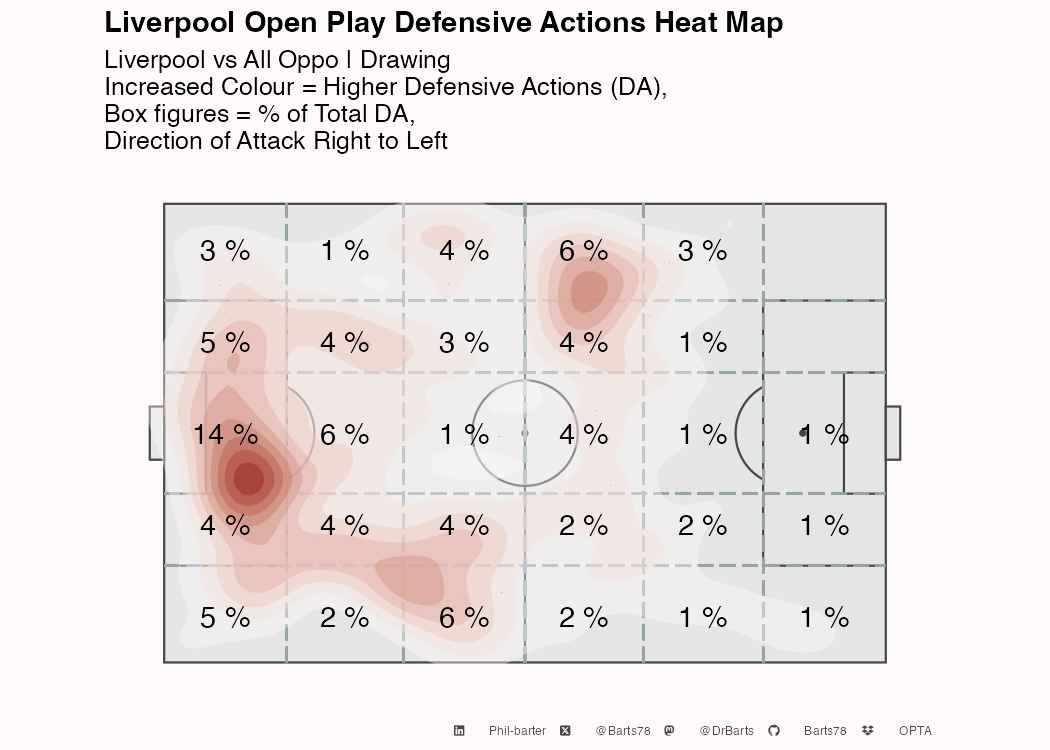 Liverpool Open Play Defensive Actions Heat Map
Liverpool vs All Oppo | Drawing
Increased Colour = Higher Defensive Actions (DA),
Box figures = % of Total DA,
Direction of Attack Right to Left
3 % 1 % 4 % 6 % 3 %
5 % 4 % 3 % 4 % 1 %
14 % 6 % 1 % 4 % 1 % 1 %
4 % 4 % 4 % 2 % 2 % 1 %
5 % 2 % 6 % 2 % 1 % 1 %
Phil-barter @Barts78 @DrBarts Barts78 OPTA